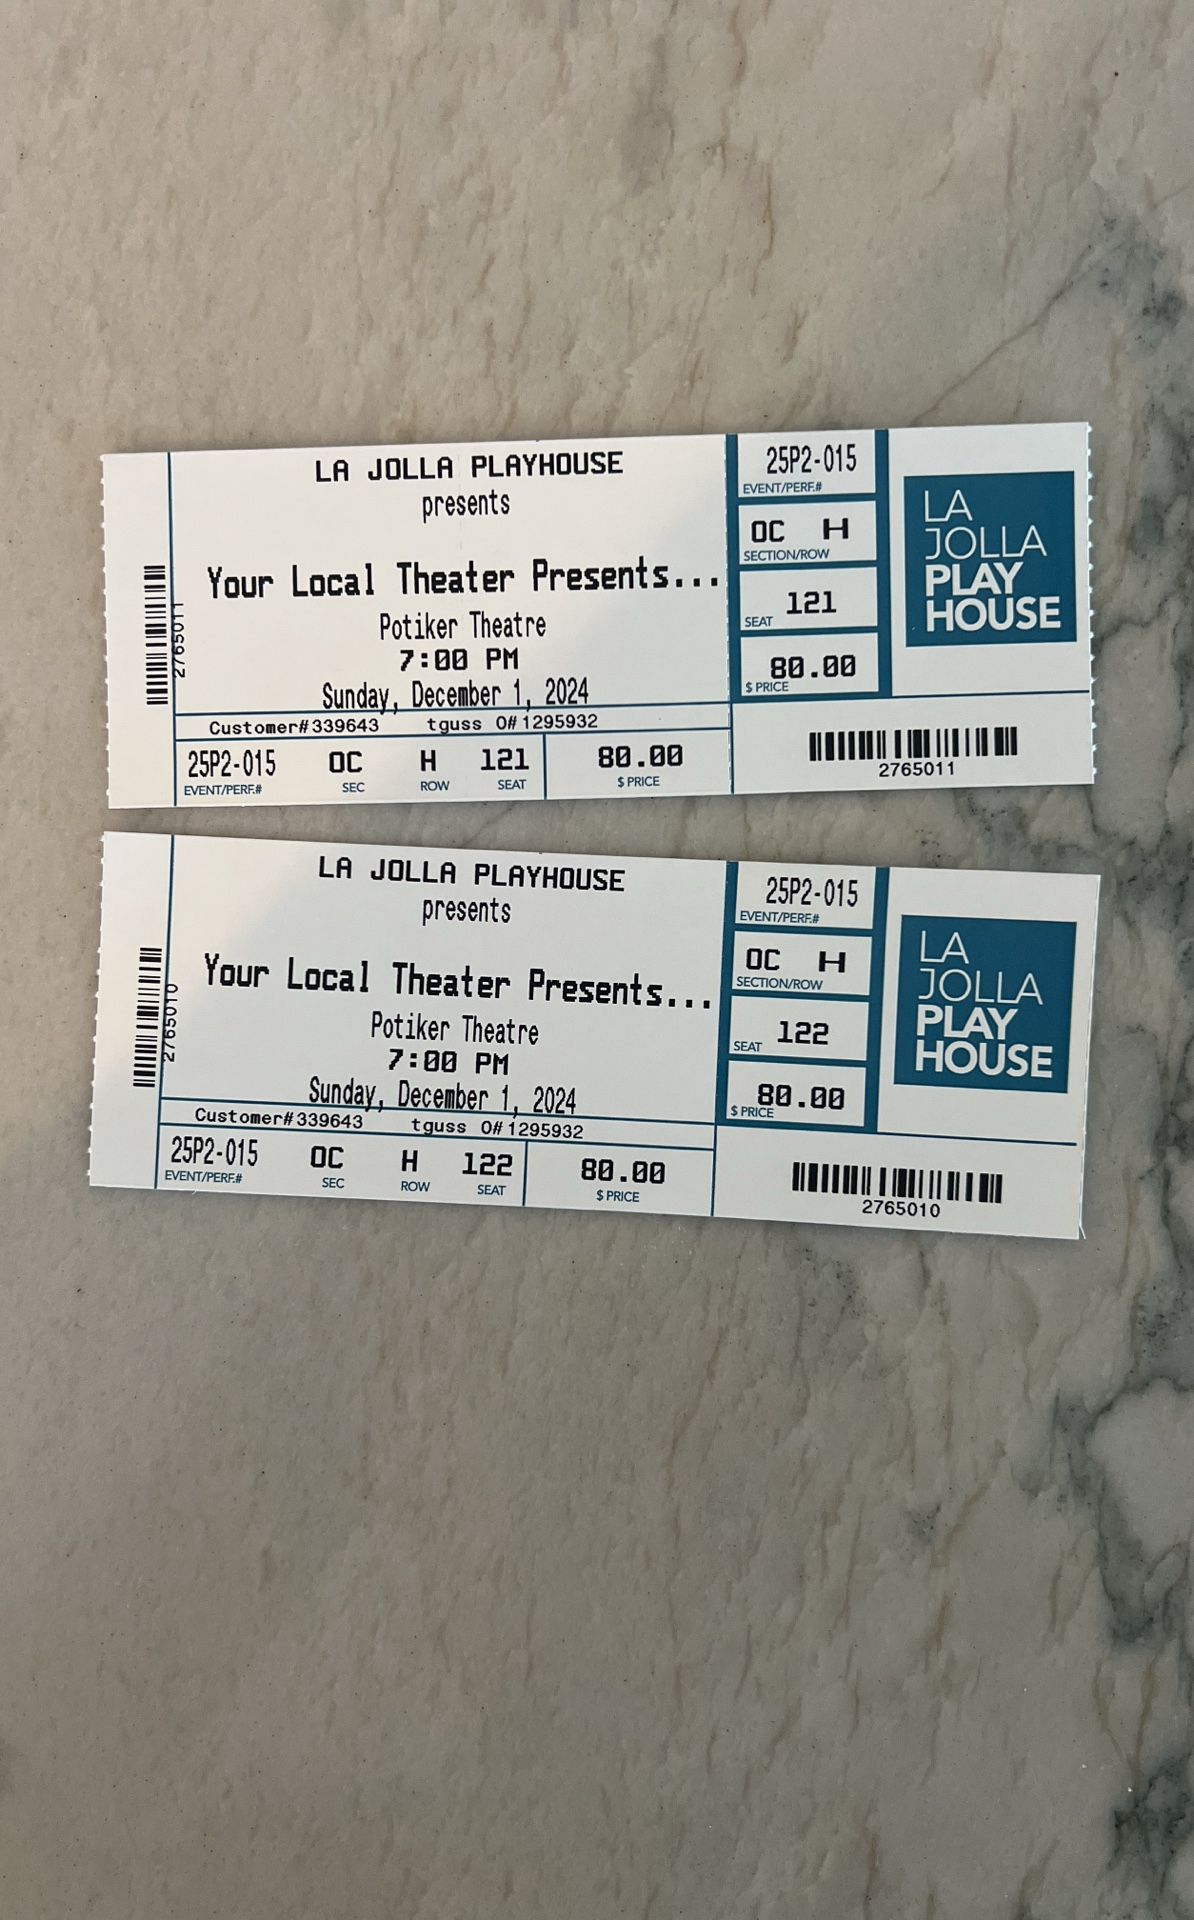 LA JOLLA PLAYHOUSE
presents
Your Local Theater Presents...
Potiker Theatre
7:00 PM
Sunday, December 1, 2024
Customer#339643 tguss O#1295932
25P2-015 OC H 121 80.00
EVENT/PERF.# SEC ROW SEAT $ PRICE
2765011
25P2-015
EVENT/PERF.#
OC H
SECTION/ROW
121
SEAT
80.00
$ PRICE
LA
JOLLA
PLAY
HOUSE
2765011
LA JOLLA PLAYHOUSE
presents
Your Local Theater Presents...
Potiker Theatre
7:00 PM
Sunday, December 1, 2024
Customer#339643 tguss O#1295932
25P2-015 OC H 122 80.00
EVENT/PERF.# SEC ROW SEAT $ PRICE
2765010
25P2-015
EVENT/PERF.#
OC H
SECTION/ROW
122
SEAT
80.00
$ PRICE
LA
JOLLA
PLAY
HOUSE
2765010